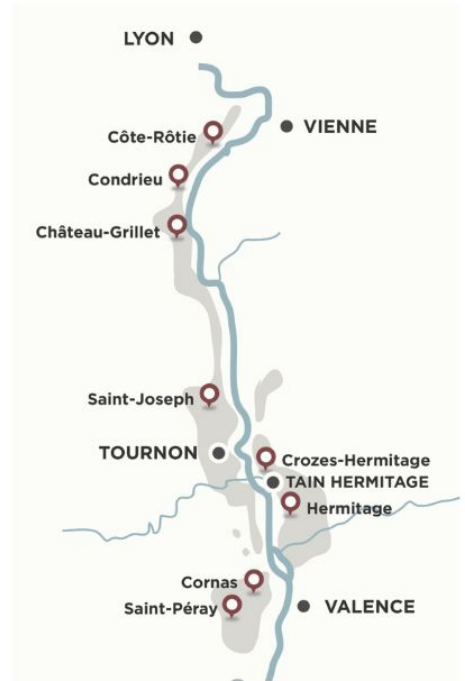 LYON
VIENNE
Côte-Rôtie
Condrieu
Château-Grillet
Saint-Joseph
TOURNON
Crozes-Hermitage
TAIN HERMITAGE
Hermitage
Cornas
Saint-Péray
VALENCE